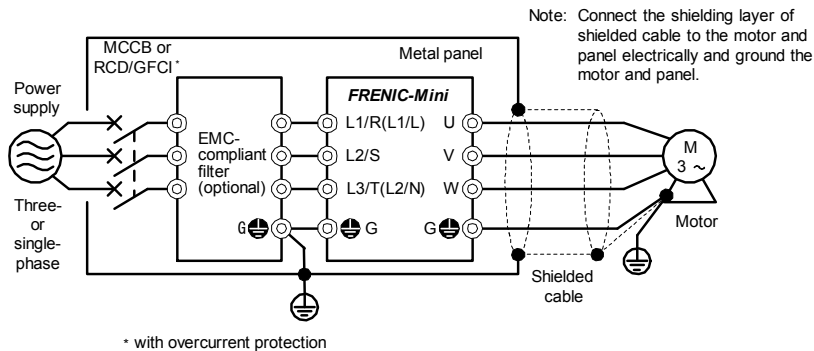 Note: Connect the shielding layer of
shielded cable to the motor and
panel electrically and ground the
motor and panel.
MCCB or
RCD/GFCI*
Metal panel
Power
supply
FRENIC-Mini
EMC-
compliant
filter
(optional)
L1/R(L1/L) U
L2/S V
L3/T(L2/N) W
G G G
M
3 ~
Motor
Three-
or
single-
phase
Shielded
cable
* with overcurrent protection